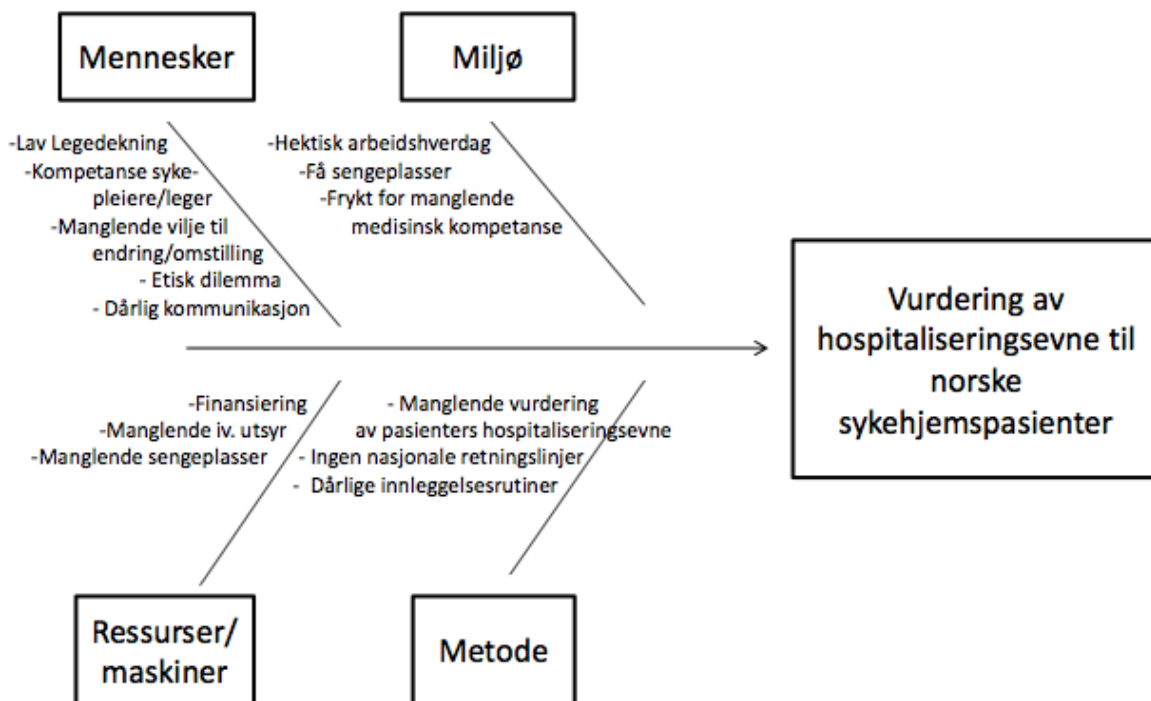 Mennesker
-Lav Legedekning
-Kompetanse syke-
pleiere/leger
-Manglende vilje til
endring/omstilling
- Etisk dilemma
- Dårlig kommunikasjon
Miljø
-Hektisk arbeidshverdag
-Få sengeplasser
-Frykt for manglende
medisinsk kompetanse
Vurdering av
hospitaliseringsevne til
norske
sykehjemspasienter
-Finansiering
-Manglende iv. utsyr
-Manglende sengeplasser
Ressurser/
maskiner
- Manglende vurdering
av pasienters hospitaliseringsevne
- Ingen nasjonale retningslinjer
- Dårlige innleggelsesrutiner
Metode